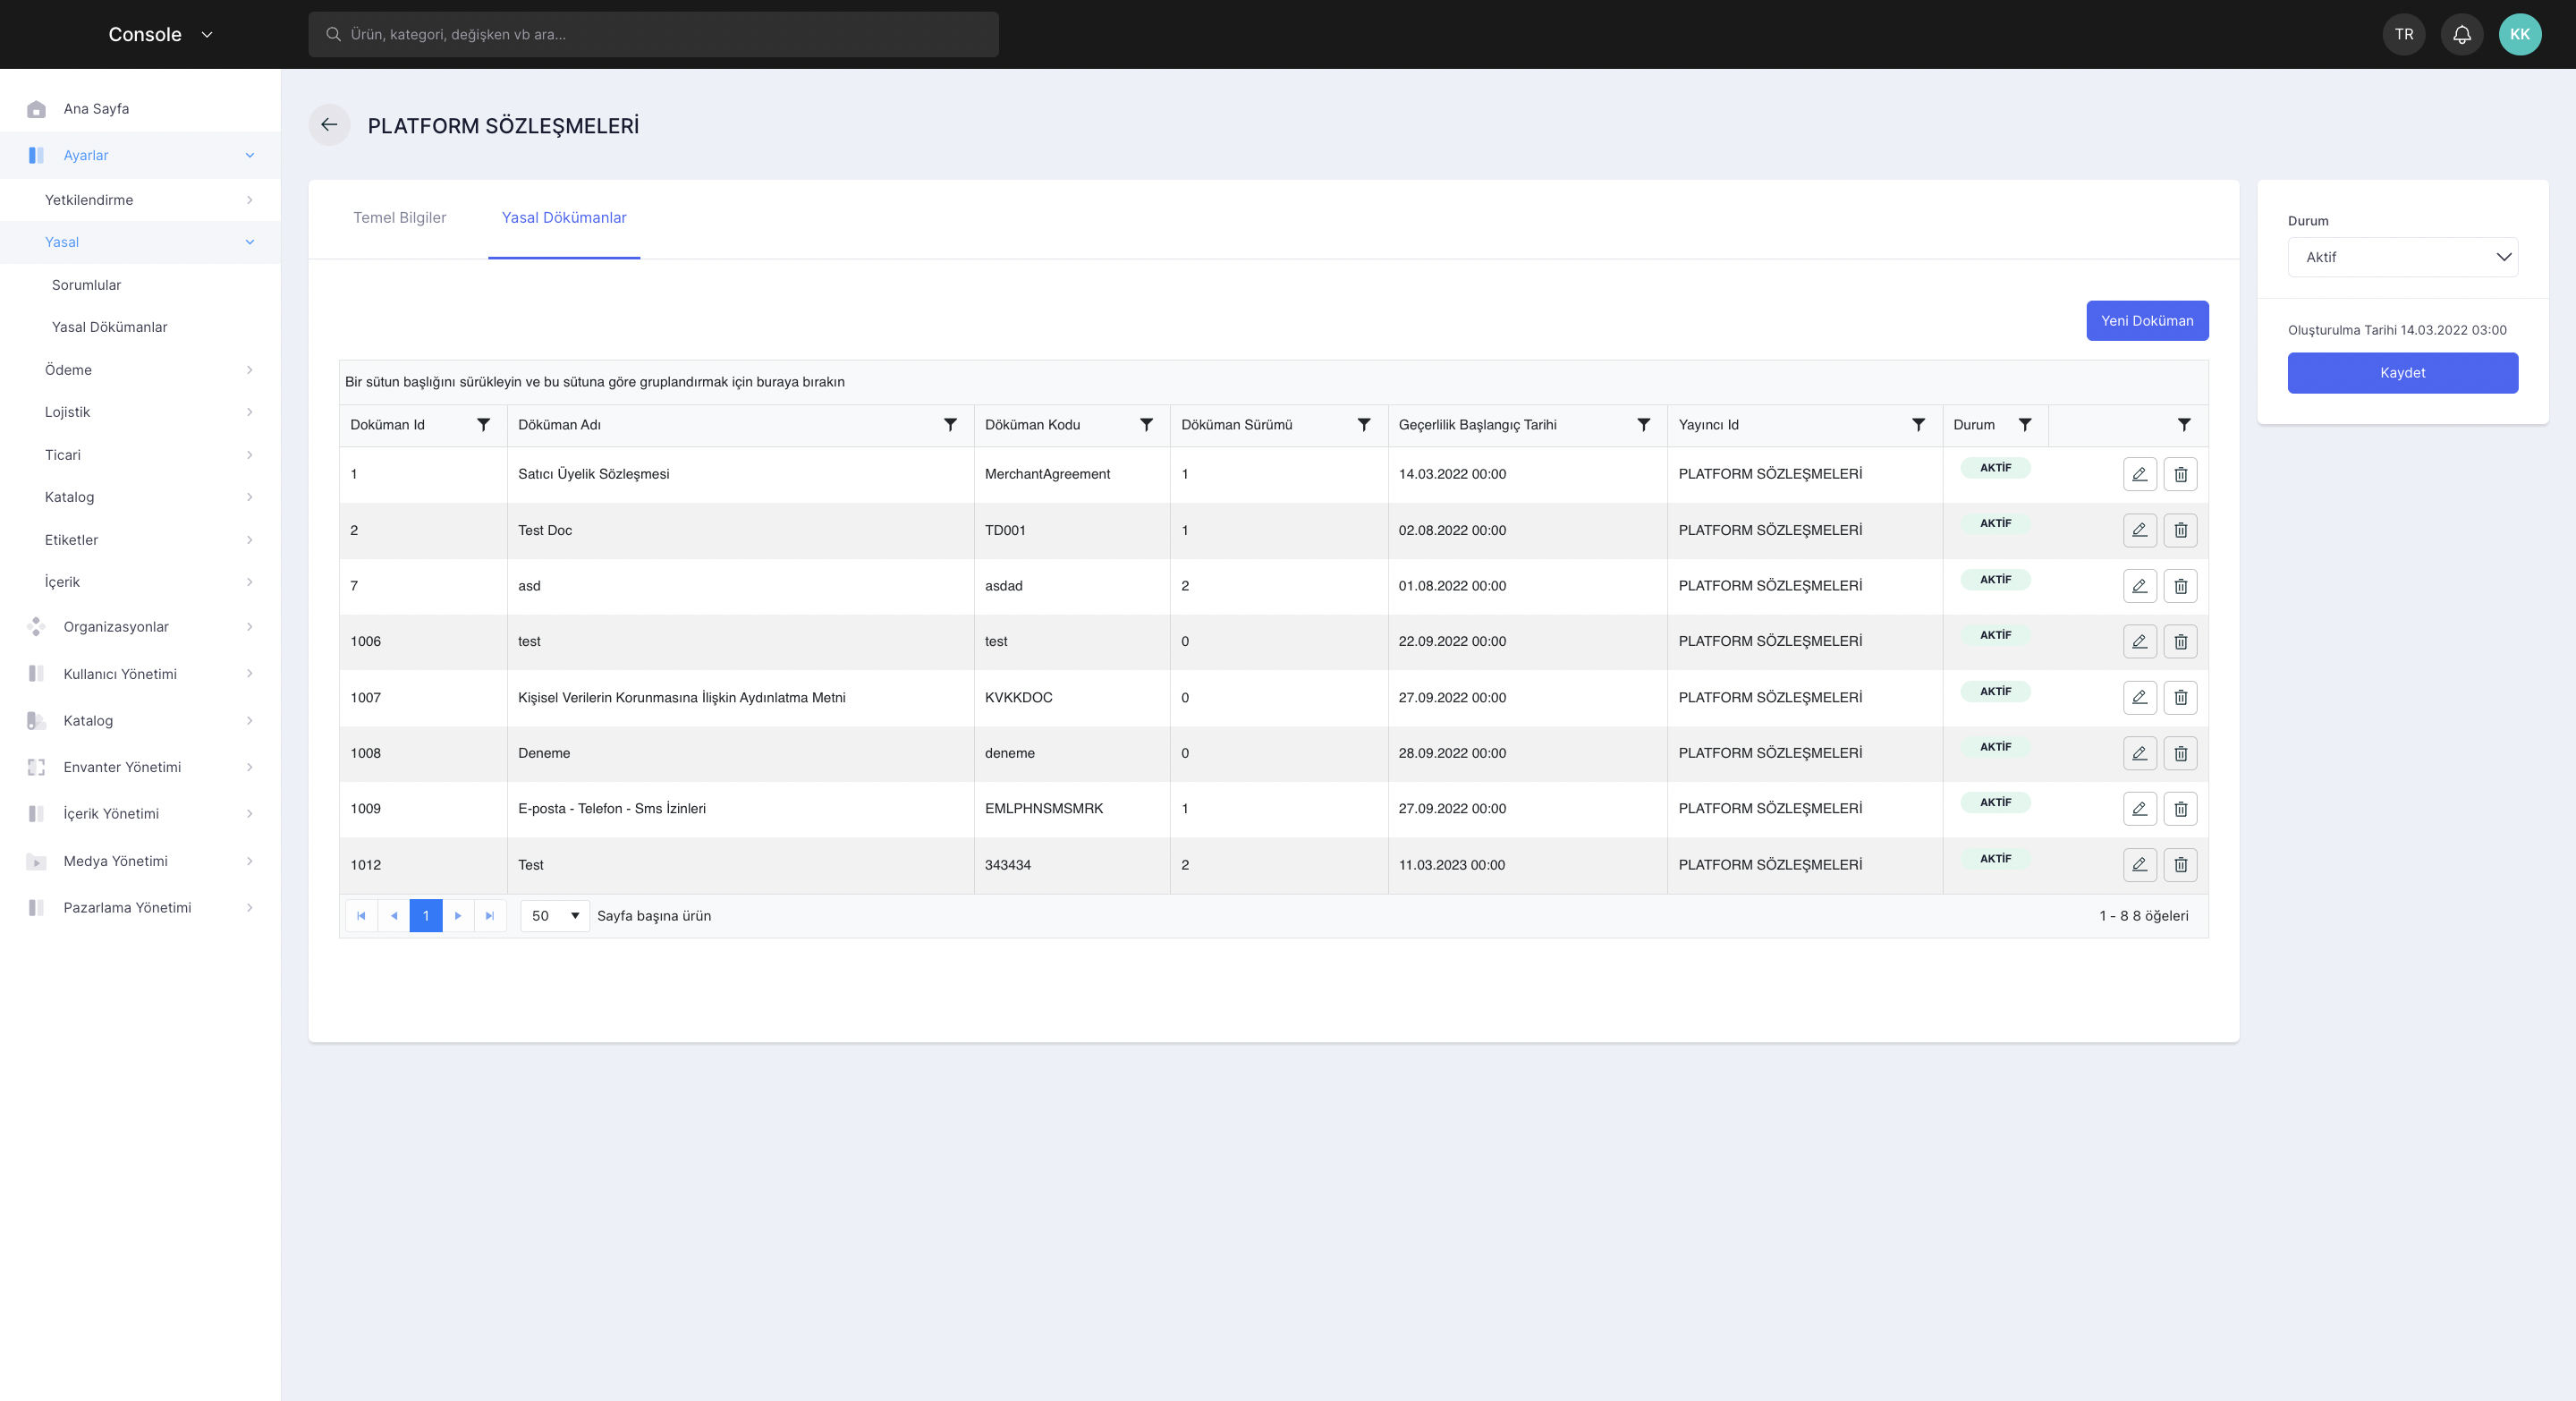 Console
Ürün, kategori, değişken vb ara...
TR
KK
Ana Sayfa
Ayarlar
Yetkilendirme
Yasal
Sorumlular
Yasal Dökümanlar
Ödeme
Lojistik
Ticari
Katalog
Etiketler
İçerik
Organizasyonlar
Kullanıcı Yönetimi
Katalog
Envanter Yönetimi
İçerik Yönetimi
Medya Yönetimi
Pazarlama Yönetimi
PLATFORM SÖZLEŞMELERİ
Temel Bilgiler Yasal Dökümanlar
Yeni Doküman
Bir sütun başlığını sürükleyin ve bu sütuna göre gruplandırmak için buraya bırakın
Doküman Id Döküman Adı Döküman Kodu Döküman Sürümü Geçerlilik Başlangıç Tarihi Yayıncı Id Durum
1 Satıcı Üyelik Sözleşmesi MerchantAgreement 1 14.03.2022 00:00 PLATFORM SÖZLEŞMELERİ AKTİF
2 Test Doc TD001 1 02.08.2022 00:00 PLATFORM SÖZLEŞMELERİ AKTİF
7 asd asdad 2 01.08.2022 00:00 PLATFORM SÖZLEŞMELERİ AKTİF
1006 test test 0 22.09.2022 00:00 PLATFORM SÖZLEŞMELERİ AKTİF
1007 Kişisel Verilerin Korunmasına İlişkin Aydınlatma Metni KVKKDOC 0 27.09.2022 00:00 PLATFORM SÖZLEŞMELERİ AKTİF
1008 Deneme deneme 0 28.09.2022 00:00 PLATFORM SÖZLEŞMELERİ AKTİF
1009 E-posta - Telefon - Sms İzinleri EMLPHNSMSMRK 1 27.09.2022 00:00 PLATFORM SÖZLEŞMELERİ AKTİF
1012 Test 343434 2 11.03.2023 00:00 PLATFORM SÖZLEŞMELERİ AKTİF
1 50 Sayfa başına ürün 1 - 8 8 öğeleri
Durum
Aktif
Oluşturulma Tarihi 14.03.2022 03:00
Kaydet